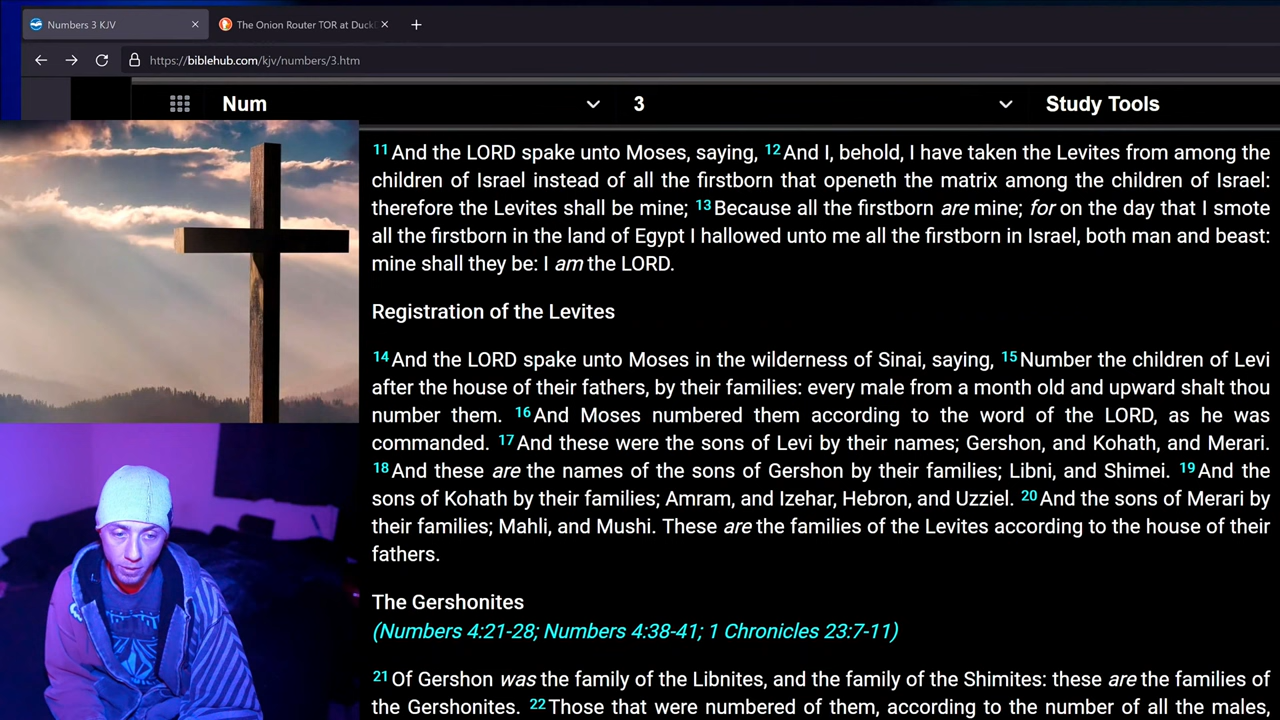 Numbers 3 KJV
The Onion Router TOR at Duck
https://biblehub.com/kjv/numbers/3.htm
Num 3 Study Tools
11 And the LORD spake unto Moses, saying, 12 And I, behold, I have taken the Levites from among the
children of Israel instead of all the firstborn that openeth the matrix among the children of Israel:
therefore the Levites shall be mine; 13 Because all the firstborn are mine; for on the day that I smote
all the firstborn in the land of Egypt I hallowed unto me all the firstborn in Israel, both man and beast:
mine shall they be: I am the LORD.
Registration of the Levites
14 And the LORD spake unto Moses in the wilderness of Sinai, saying, 15 Number the children of Levi
after the house of their fathers, by their families: every male from a month old and upward shalt thou
number them. 16 And Moses numbered them according to the word of the LORD, as he was
commanded. 17 And these were the sons of Levi by their names; Gershon, and Kohath, and Merari.
18 And these are the names of the sons of Gershon by their families; Libni, and Shimei. 19 And the
sons of Kohath by their families; Amram, and Izehar, Hebron, and Uzziel. 20 And the sons of Merari by
their families; Mahli, and Mushi. These are the families of the Levites according to the house of their
fathers.
The Gershonites
(Numbers 4:21-28; Numbers 4:38-41; 1 Chronicles 23:7-11)
21 Of Gershon was the family of the Libnites, and the family of the Shimites: these are the families of
the Gershonites. 22 Those that were numbered of them, according to the number of all the males,